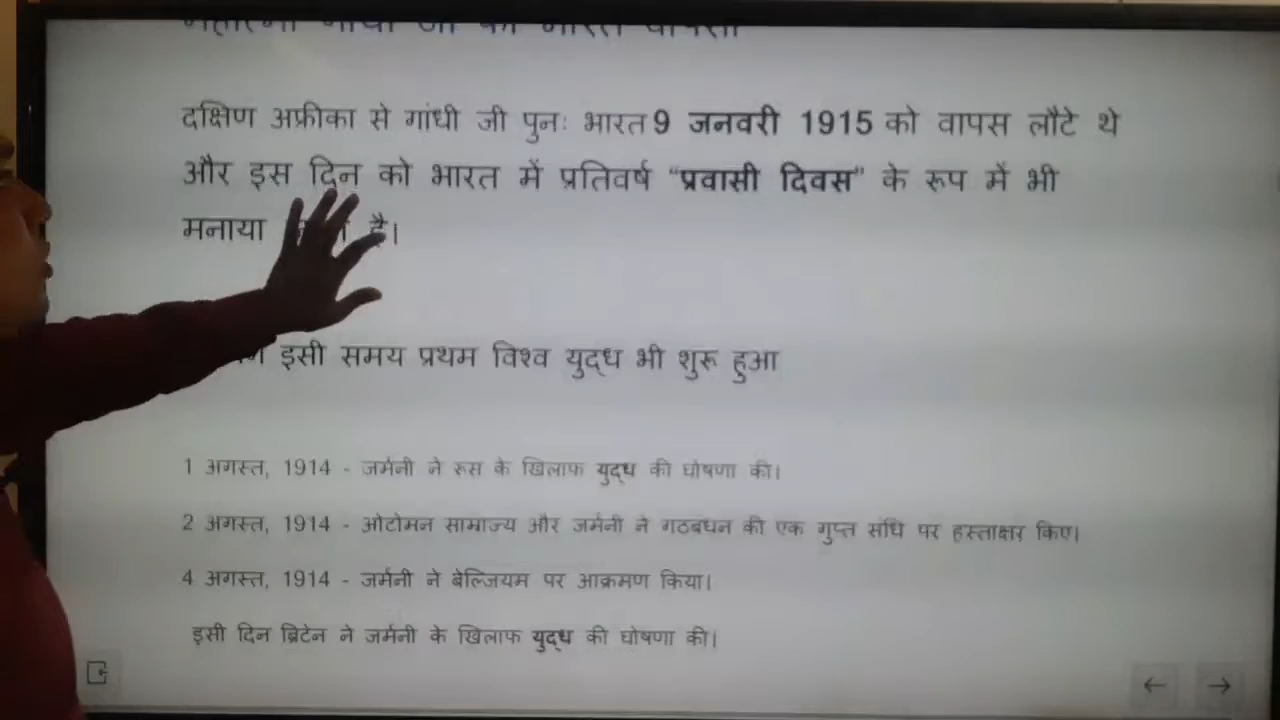 दक्षिण अफ्रीका से गांधी जी पुनः भारत 9 जनवरी 1915 को वापस लौटे थे
और इस दिन को भारत में प्रतिवर्ष “प्रवासी दिवस” के रूप में भी
मनाया है।
इसी समय प्रथम विश्व युद्ध भी शुरू हुआ
1 अगस्त, 1914 - जर्मनी ने रूस के खिलाफ युद्ध की घोषणा की।
2 अगस्त, 1914 - ओटोमन साम्राज्य और जर्मनी ने गठबंधन की एक गुप्त संधि पर हस्ताक्षर किए।
4 अगस्त, 1914 - जर्मनी ने बेल्जियम पर आक्रमण किया।
इसी दिन ब्रिटेन ने जर्मनी के खिलाफ युद्ध की घोषणा की।